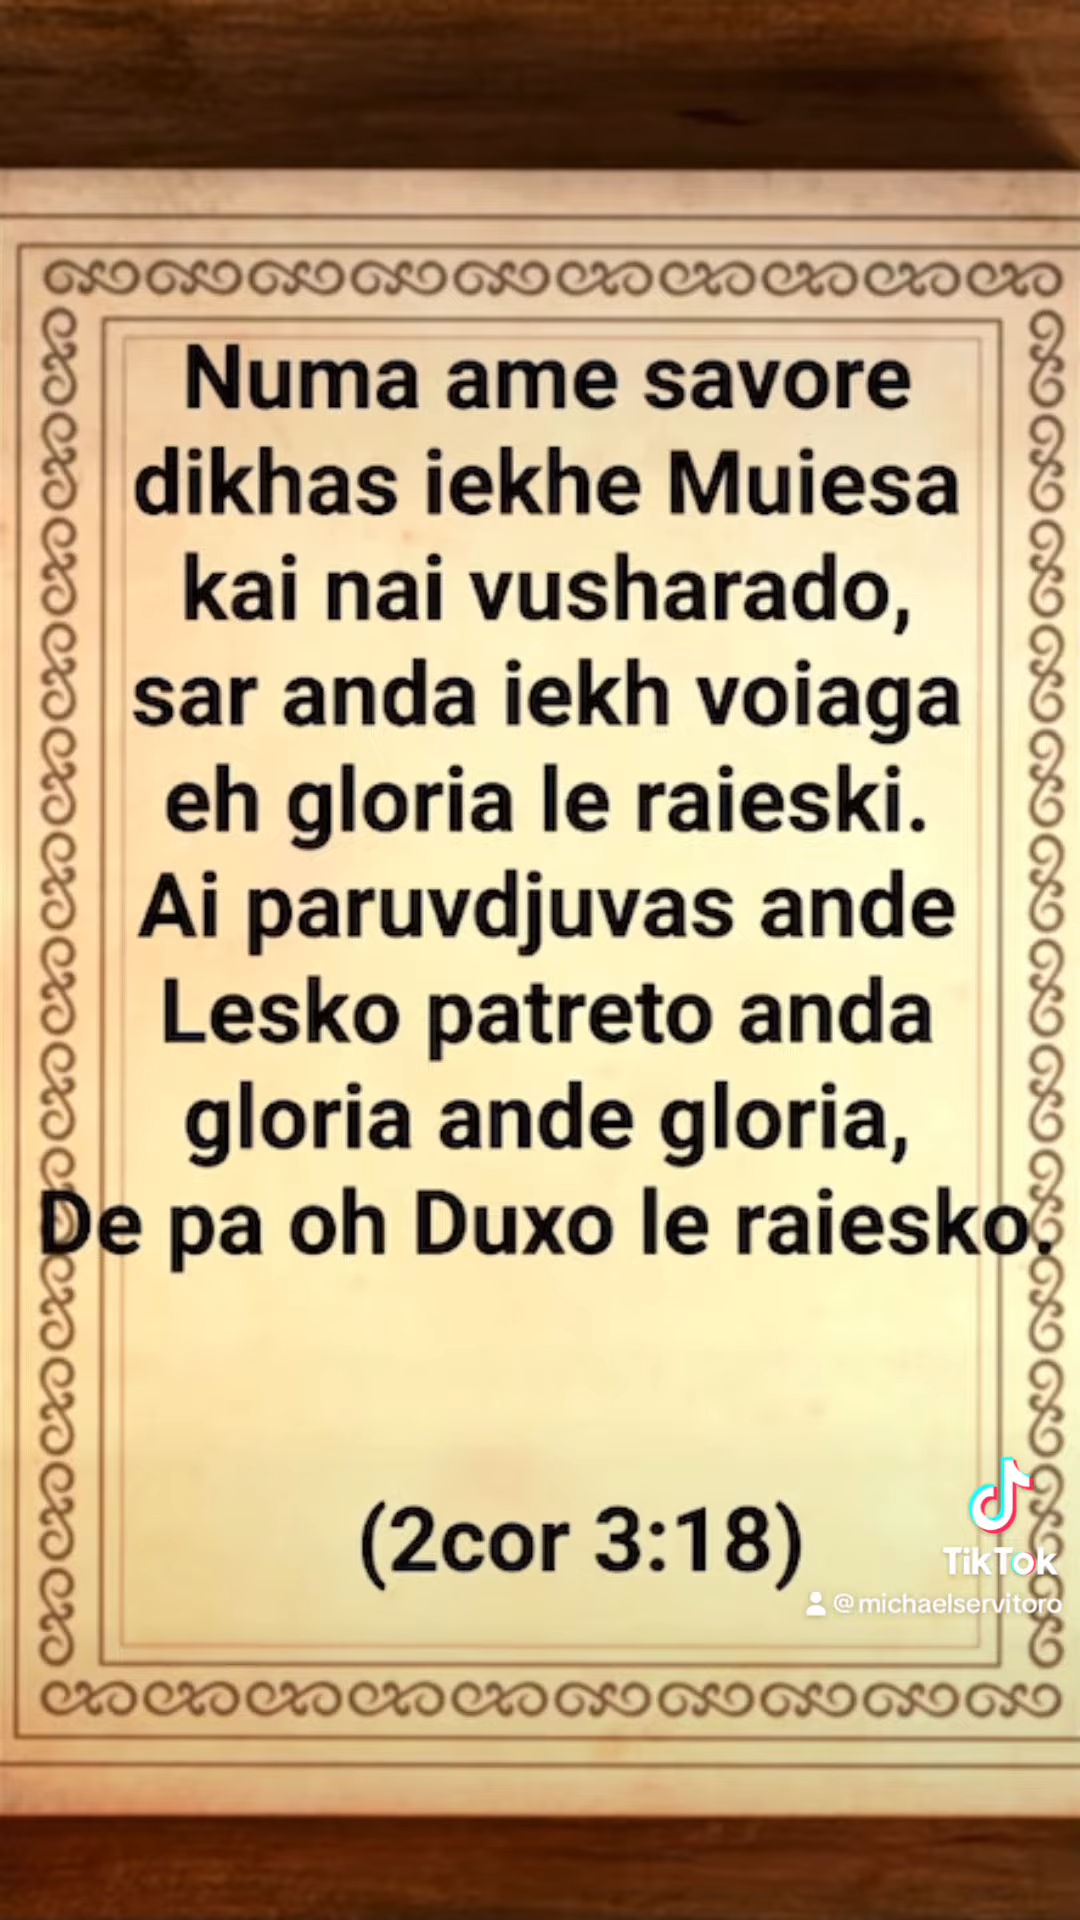 Numa ame savore
dikhas iekhe Muiesa
kai nai vusharado,
sar anda iekh voiaga
eh gloria le raieski.
Ai paruvdjuvas ande
Lesko patreto anda
gloria ande gloria,
De pa oh Duxo le raiesko.
(2cor 3:18)
TikTok
@michaelservitoro